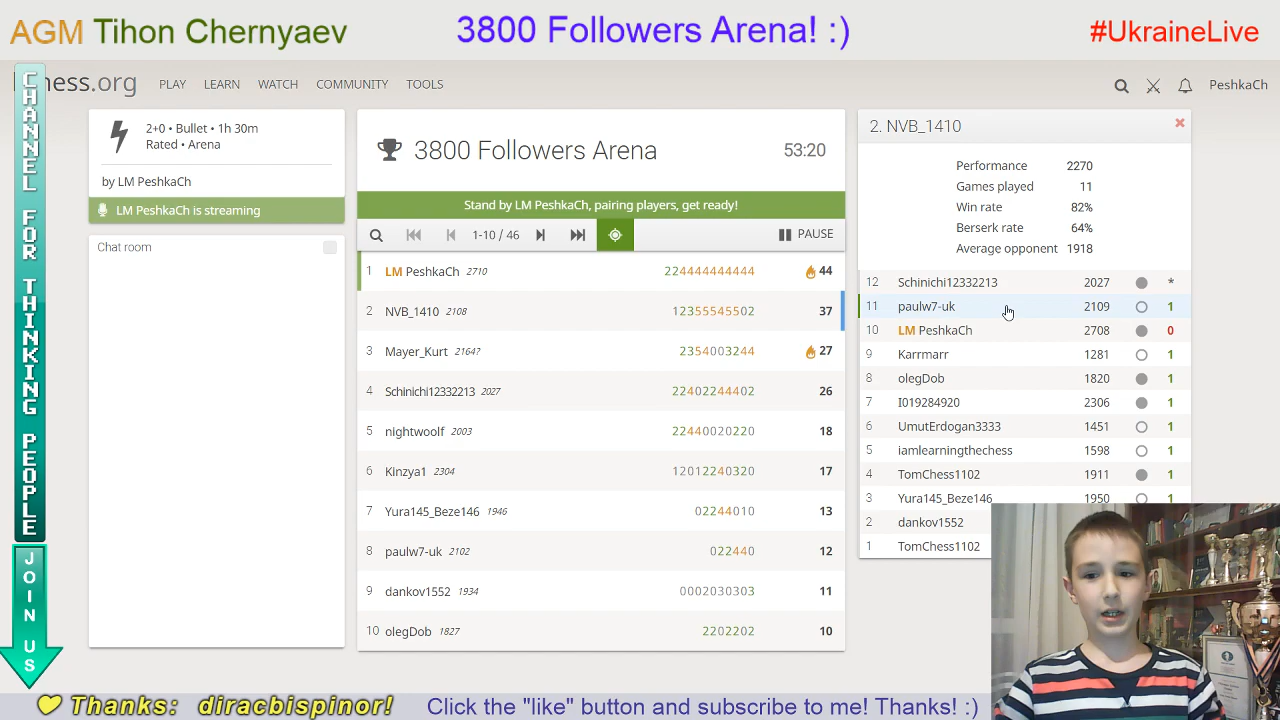 AGM Tihon Chernyaev
3800 Followers Arena! :)
#UkraineLive
CHANNEL FOR THINKING PEOPLE
JOIN US
hess.org PLAY LEARN WATCH COMMUNITY TOOLS PeshkaCh
2+0 • Bullet • 1h 30m
Rated • Arena
by LM PeshkaCh
LM PeshkaCh is streaming
Chat room
3800 Followers Arena 53:20
Stand by LM PeshkaCh, pairing players, get ready!
1-10 / 46 PAUSE
1 LM PeshkaCh 2710 224444444444 44
2 NVB_1410 2108 12355545502 37
3 Mayer_Kurt 2164? 2354003244 27
4 Schinichi12332213 2027 22402244402 26
5 nightwoolf 2003 22440020220 18
6 Kinzya1 2304 12012240320 17
7 Yura145_Beze146 1946 02244010 13
8 paulw7-uk 2102 022440 12
9 dankov1552 1934 0002030303 11
10 olegDob 1827 2202202 10
2. NVB_1410
Performance 2270
Games played 11
Win rate 82%
Berserk rate 64%
Average opponent 1918
12 Schinichi12332213 2027 *
11 paulw7-uk 2109 1
10 LM PeshkaCh 2708 0
9 Karrmarr 1281 1
8 olegDob 1820 1
7 I019284920 2306 1
6 UmutErdogan3333 1451 1
5 iamlearningthechess 1598 1
4 TomChess1102 1911 1
3 Yura145_Beze146 1950 1
2 dankov1552
1 TomChess1102
Thanks: diracbispinor!
Click the "like" button and subscribe to me! Thanks! :)